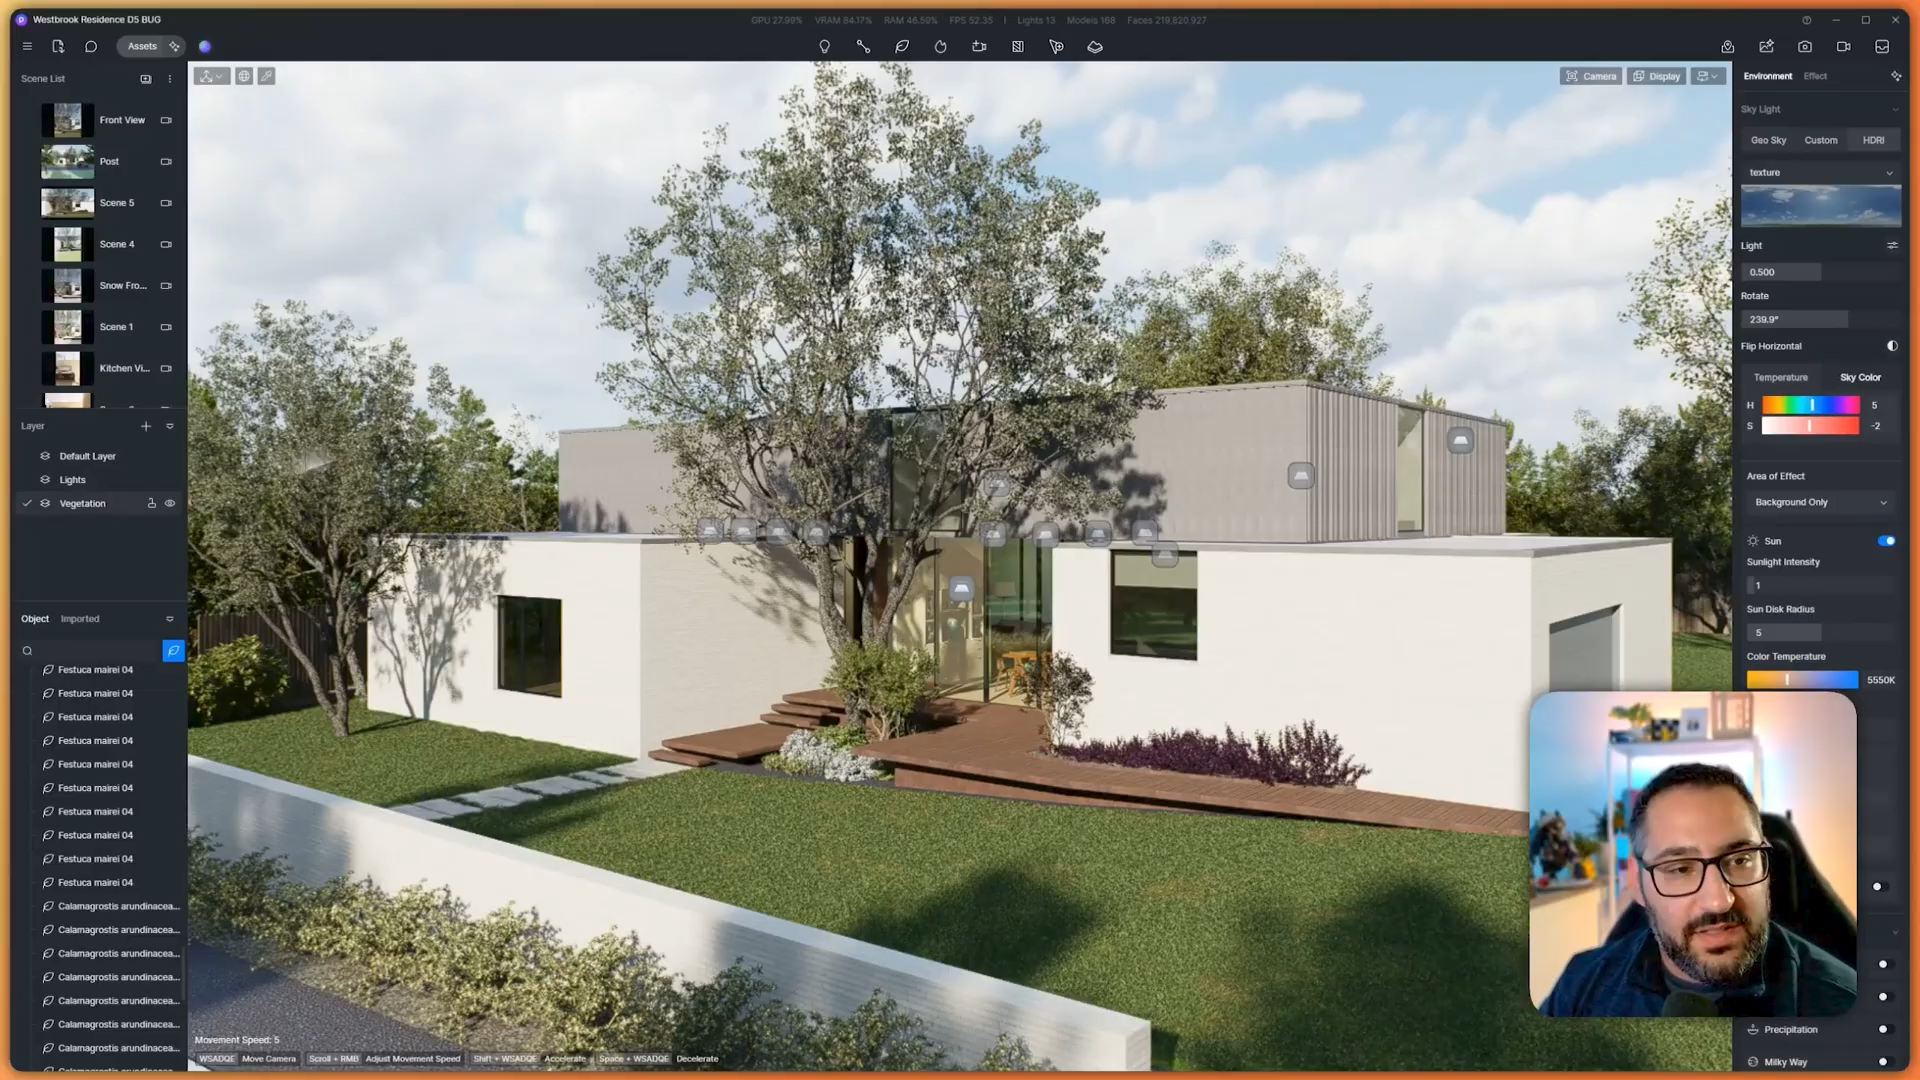 Westbrook Residence D5 BUG
GPU 27.99% VRAM 84.17% RAM 46.59% FPS 52.35 | Lights 13 Models 168 Faces 219,820,927
Assets
Scene List
Front View
Post
Scene 5
Scene 4
Snow Fro...
Scene 1
Kitchen Vi...
Layer
Default Layer
Lights
Vegetation
Object Imported
Festuca mairei 04
Festuca mairei 04
Festuca mairei 04
Festuca mairei 04
Festuca mairei 04
Festuca mairei 04
Festuca mairei 04
Festuca mairei 04
Festuca mairei 04
Festuca mairei 04
Calamagrostis arundinacea...
Calamagrostis arundinacea...
Calamagrostis arundinacea...
Calamagrostis arundinacea...
Calamagrostis arundinacea...
Calamagrostis arundinacea...
Calamagrostis arundinacea...
Camera Display
Movement Speed: 5
WSADQE Move Camera Scroll + RMB Adjust Movement Speed Shift + WSADQE Accelerate Space + WSADQE Decelerate
Environment Effect
Sky Light
Geo Sky Custom HDRI
texture
Light
0.500
Rotate
239.9°
Flip Horizontal
Temperature Sky Color
H 5
S -2
Area of Effect
Background Only
Sun
Sunlight Intensity
1
Sun Disk Radius
5
Color Temperature
5550K
Precipitation
Milky Way